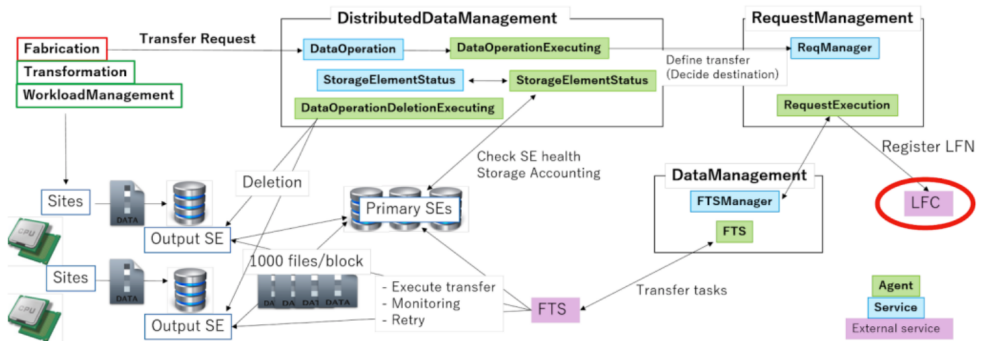 DistributedDataManagement
RequestManagement
Fabrication
Transformation
WorkloadManagement
Transfer Request
DataOperation
DataOperationExecuting
StorageElementStatus
StorageElementStatus
DataOperationDeletionExecuting
Define transfer
(Decide destination)
ReqManager
RequestExecution
Register LFN
LFC
Check SE health
Storage Accounting
DataManagement
FTSManager
FTS
Deletion
Sites
DATA
Output SE
Primary SEs
CPU
1000 files/block
Sites
DATA
Output SE
DA
DA
DAT
DATA
CPU
- Execute transfer
- Monitoring
- Retry
FTS
Transfer tasks
Agent
Service
External service